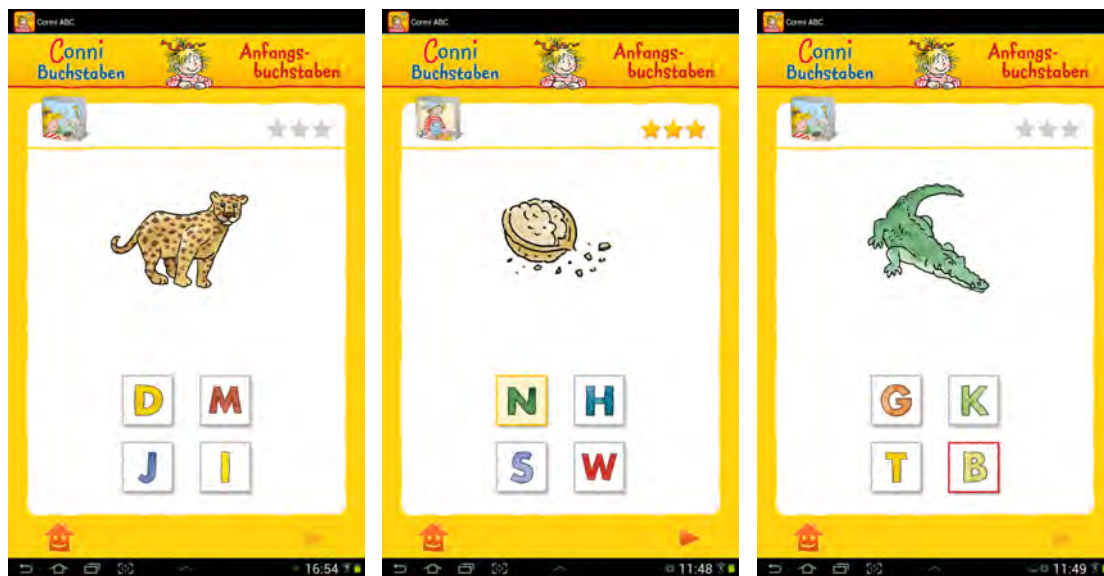 Conni ABC
Conni
Buchstaben
Anfangs-
buchstaben
D M
J I
16:54
Conni ABC
Conni
Buchstaben
Anfangs-
buchstaben
N H
S W
11:48
Conni ABC
Conni
Buchstaben
Anfangs-
buchstaben
G K
T B
11:49